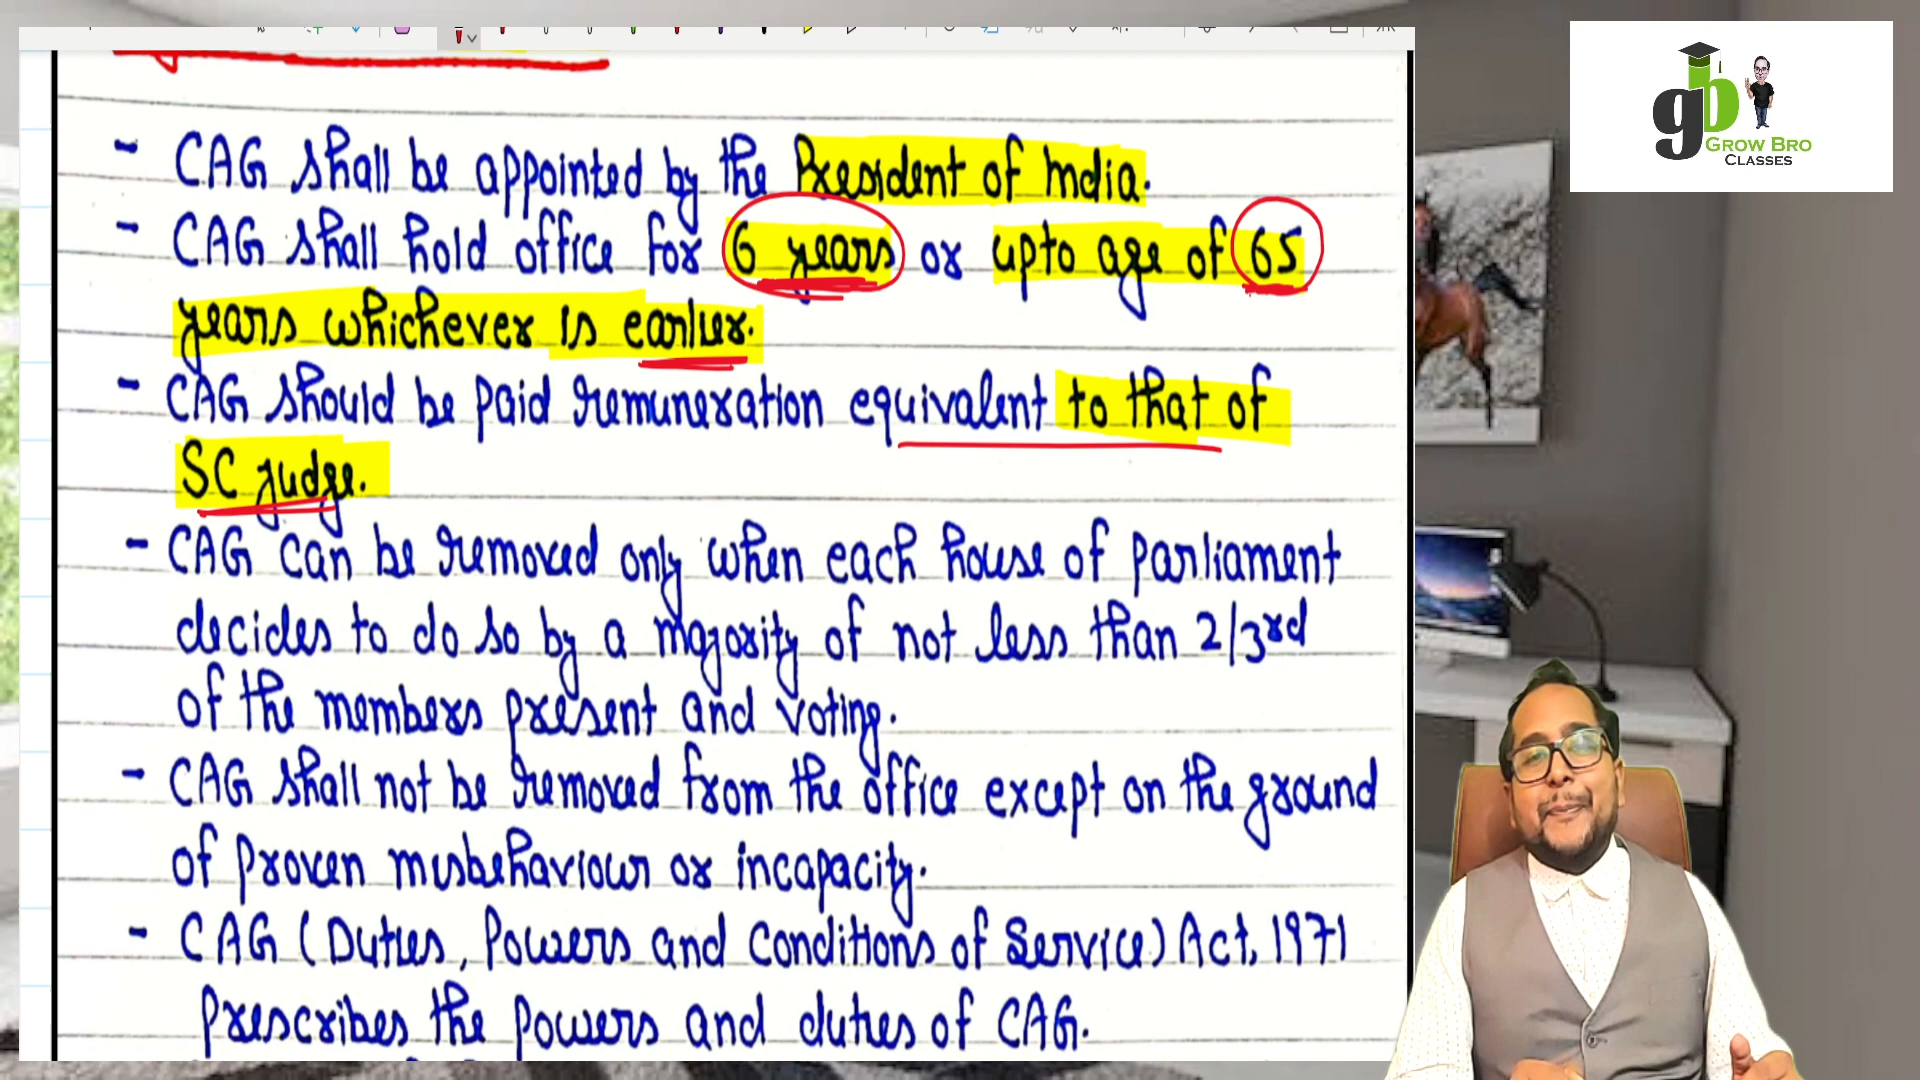 - CAG shall be appointed by the President of India.
- CAG shall hold office for 6 years or upto age of 65
years whichever is earlier.
- CAG should be paid remuneration equivalent to that of
SC judge.
- CAG can be removed only when each house of parliament
decides to do so by a majority of not less than 2/3rd
of the members present and voting.
- CAG shall not be removed from the office except on the ground
of proven misbehaviour or incapacity.
- CAG (Duties, Powers and Conditions of Service) Act, 1971
prescribes the powers and duties of CAG.
gb
GROW BRO
CLASSES